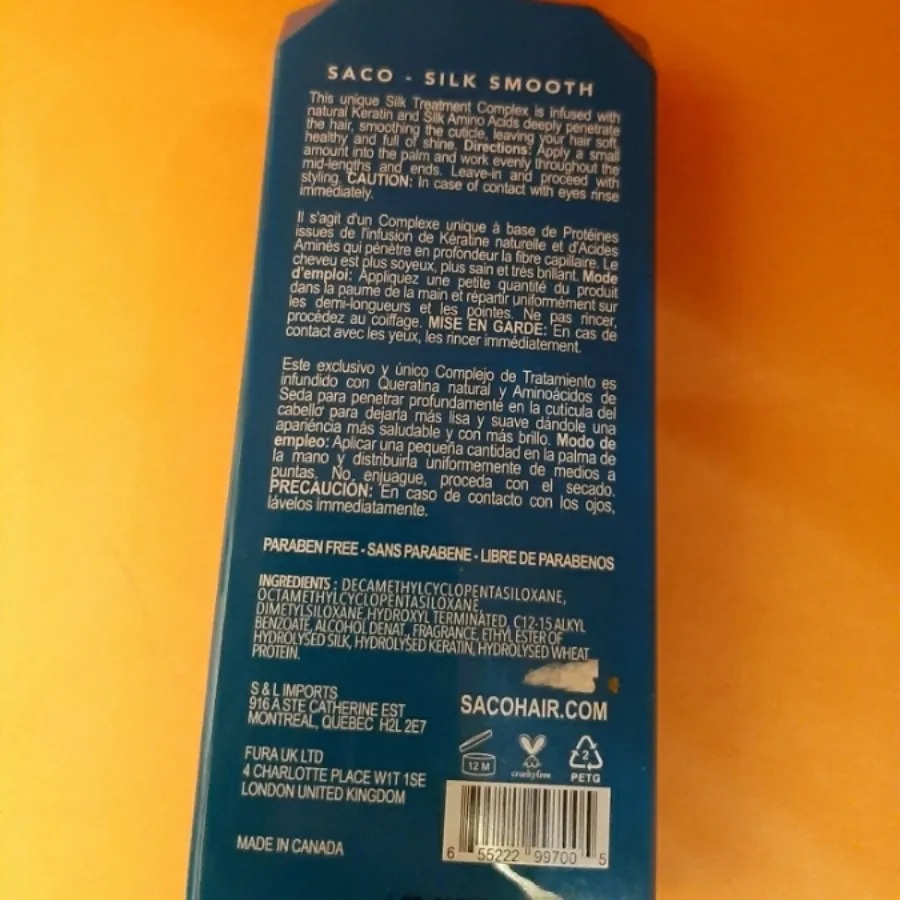 SACO - SILK SMOOTH
This unique Silk Treatment Complex is infused with
natural Keratin and Silk Amino Acids deeply penetrate
the hair, smoothing the cuticle, leaving your hair soft,
healthy and full of shine. Directions: Apply a small
amount into the palm and work evenly throughout the
mid-lengths and ends. Leave-in and proceed with
styling. CAUTION: In case of contact with eyes rinse
immediately.
Il s'agit d'un Complexe unique à base de Protéines
issues de l'infusion de Kératine naturelle et d'Acides
Aminés qui pénètre en profondeur la fibre capillaire. Le
cheveu est plus soyeux, plus sain et très brillant. Mode
d'emploi: Appliquez une petite quantité du produit
dans la paume de la main et répartir uniformément sur
les demi-longueurs et les pointes. Ne pas rincer,
procédez au coiffage. MISE EN GARDE: En cas de
contact avec les yeux, les rincer immédiatement.
Este exclusivo y único Complejo de Tratamiento es
infundido con Queratina natural y Aminoácidos de
Seda para penetrar profundamente en la cutícula del
cabello para dejarla más lisa y suave dándole una
apariéncia más saludable y con más brillo. Modo de
empleo: Aplicar una pequeña cantidad en la palma de
la mano y distribuirla uniformemente de medios a
puntas. No enjuague, proceda con el secado.
PRECAUCIÓN: En caso de contacto con los ojos,
lávelos immediatamente.
PARABEN FREE - SANS PARABENE - LIBRE DE PARABENOS
INGREDIENTS : DECAMETHYLCYCLOPENTASILOXANE,
OCTAMETHYLCYCLOPENTASILOXANE,
DIMETYLSILOXANE HYDROXYL TERMINATED, C12-15 ALKYL
BENZOATE, ALCOHOL DENAT., FRAGRANCE, ETHYL ESTER OF
HYDROLYSED SILK, HYDROLYSED KERATIN, HYDROLYSED WHEAT
PROTEIN.
S & L IMPORTS
916 A STE CATHERINE EST
MONTREAL, QUEBEC H2L 2E7
SACOHAIR.COM
FURA UK LTD
4 CHARLOTTE PLACE W1T 1SE
LONDON UNITED KINGDOM
12 M
crueltyfree
2
PETG
MADE IN CANADA
6 55222 99700 5